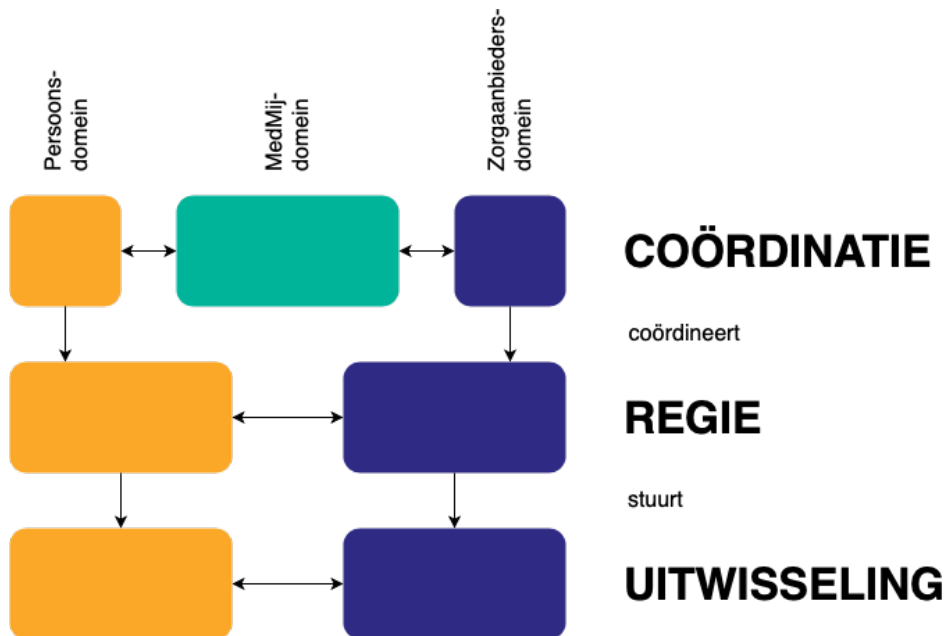 Persoons-
domein
MedMij-
domein
Zorgaanbieders-
domein
COÖRDINATIE
coördineert
REGIE
stuurt
UITWISSELING